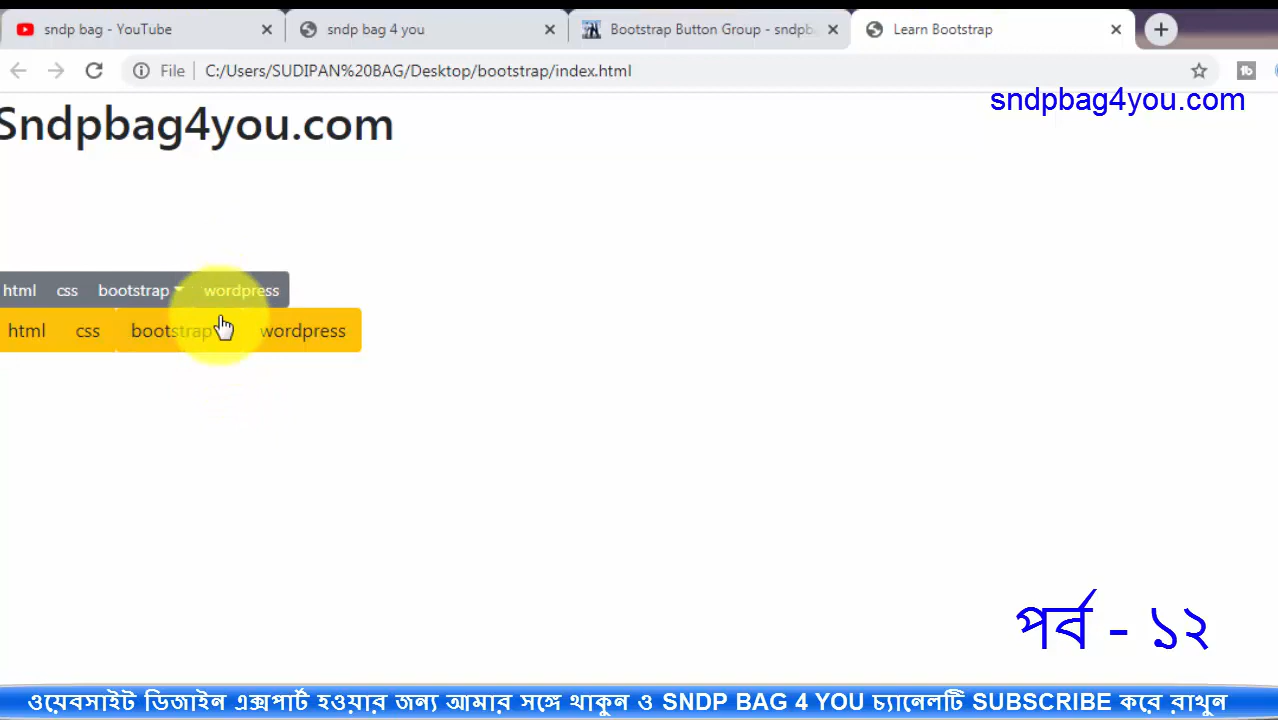 sndp bag - YouTube
sndp bag 4 you
Bootstrap Button Group - sndpb
Learn Bootstrap
File
C:/Users/SUDIPAN%20BAG/Desktop/bootstrap/index.html
sndpbag4you.com
Sndpbag4you.com
html css bootstrap wordpress
html css bootstrap wordpress
পর্ব - ১২
ওয়েবসাইট ডিজাইন এক্সপার্ট হওয়ার জন্য আমার সঙ্গে থাকুন ও SNDP BAG 4 YOU চ্যানেলটি SUBSCRIBE করে রাখুন